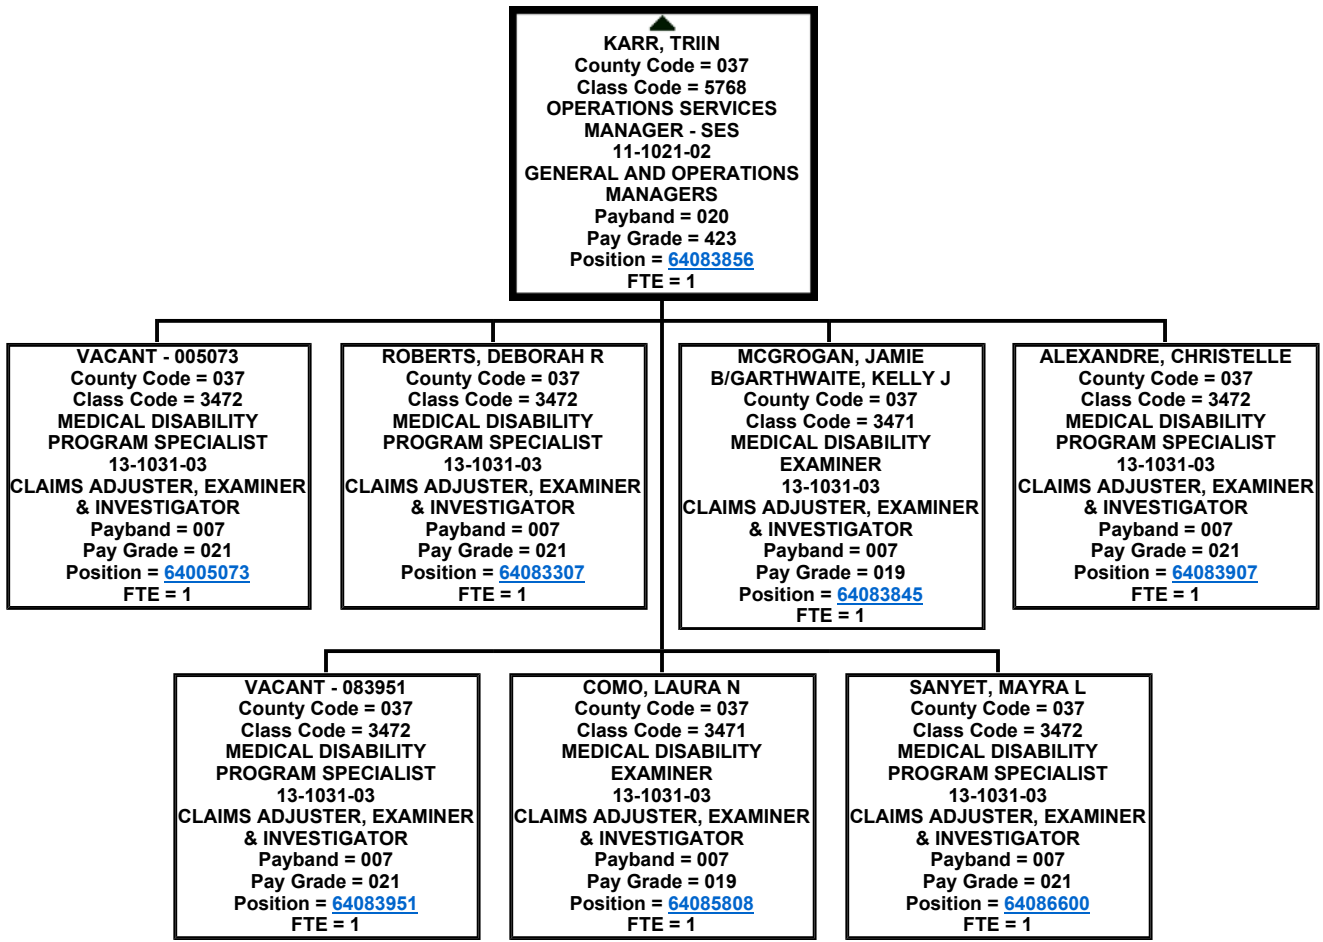 KARR, TRIIN
County Code = 037
Class Code = 5768
OPERATIONS SERVICES
MANAGER - SES
11-1021-02
GENERAL AND OPERATIONS
MANAGERS
Payband = 020
Pay Grade = 423
Position = 64083856
FTE = 1
VACANT - 005073
County Code = 037
Class Code = 3472
MEDICAL DISABILITY
PROGRAM SPECIALIST
13-1031-03
CLAIMS ADJUSTER, EXAMINER
& INVESTIGATOR
Payband = 007
Pay Grade = 021
Position = 64005073
FTE = 1
ROBERTS, DEBORAH R
County Code = 037
Class Code = 3472
MEDICAL DISABILITY
PROGRAM SPECIALIST
13-1031-03
CLAIMS ADJUSTER, EXAMINER
& INVESTIGATOR
Payband = 007
Pay Grade = 021
Position = 64083307
FTE = 1
MCGROGAN, JAMIE
B/GARTHWAITE, KELLY J
County Code = 037
Class Code = 3471
MEDICAL DISABILITY
EXAMINER
13-1031-03
CLAIMS ADJUSTER, EXAMINER
& INVESTIGATOR
Payband = 007
Pay Grade = 019
Position = 64083845
FTE = 1
ALEXANDRE, CHRISTELLE
County Code = 037
Class Code = 3472
MEDICAL DISABILITY
PROGRAM SPECIALIST
13-1031-03
CLAIMS ADJUSTER, EXAMINER
& INVESTIGATOR
Payband = 007
Pay Grade = 021
Position = 64083907
FTE = 1
VACANT - 083951
County Code = 037
Class Code = 3472
MEDICAL DISABILITY
PROGRAM SPECIALIST
13-1031-03
CLAIMS ADJUSTER, EXAMINER
& INVESTIGATOR
Payband = 007
Pay Grade = 021
Position = 64083951
FTE = 1
COMO, LAURA N
County Code = 037
Class Code = 3471
MEDICAL DISABILITY
EXAMINER
13-1031-03
CLAIMS ADJUSTER, EXAMINER
& INVESTIGATOR
Payband = 007
Pay Grade = 019
Position = 64085808
FTE = 1
SANYET, MAYRA L
County Code = 037
Class Code = 3472
MEDICAL DISABILITY
PROGRAM SPECIALIST
13-1031-03
CLAIMS ADJUSTER, EXAMINER
& INVESTIGATOR
Payband = 007
Pay Grade = 021
Position = 64086600
FTE = 1